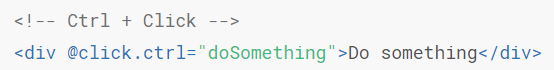 <!-- Ctrl + Click -->
<div @click.ctrl="doSomething">Do something</div>